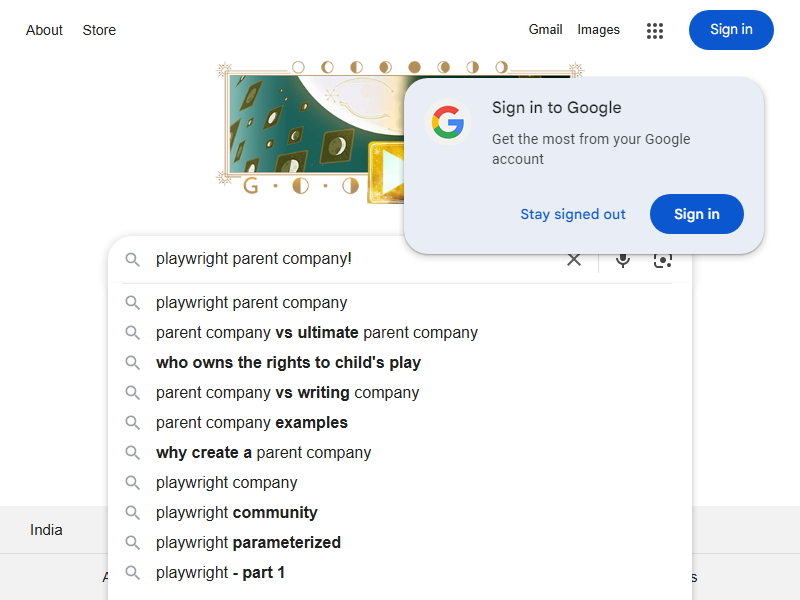 About Store Gmail Images Sign in
Sign in to Google
Get the most from your Google
account
Stay signed out Sign in
playwright parent company!
playwright parent company
parent company vs ultimate parent company
who owns the rights to child's play
parent company vs writing company
parent company examples
why create a parent company
playwright company
playwright community
playwright parameterized
playwright - part 1
India